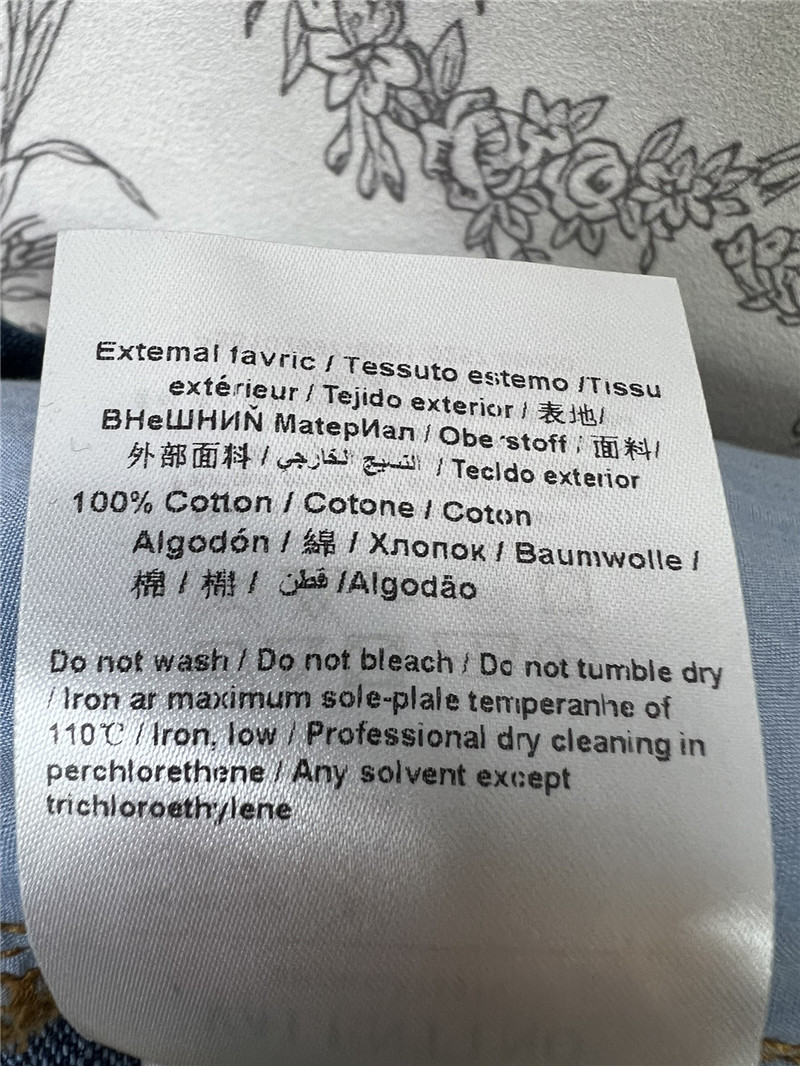 Extemal favric / Tessuto estemo /Tissu
extérieur / Tejido exterior / 表地/
ВНеШНИЙ МатерИал / Obe stoff / 面料/
外部面料 / النسيج الخارجي / Tecldo exterior
100% Cotton / Cotone / Coton
Algodón / 綿 / Хлопок / Baumwolle /
棉 / 棉 / قطن /Algodão
Do not wash / Do not bleach / Do not tumble dry
/ Iron ar maximum sole-plale temperanhe of
110℃ / Iron, low / Professional dry cleaning in
perchlorethene / Any solvent except
trichloroethylene